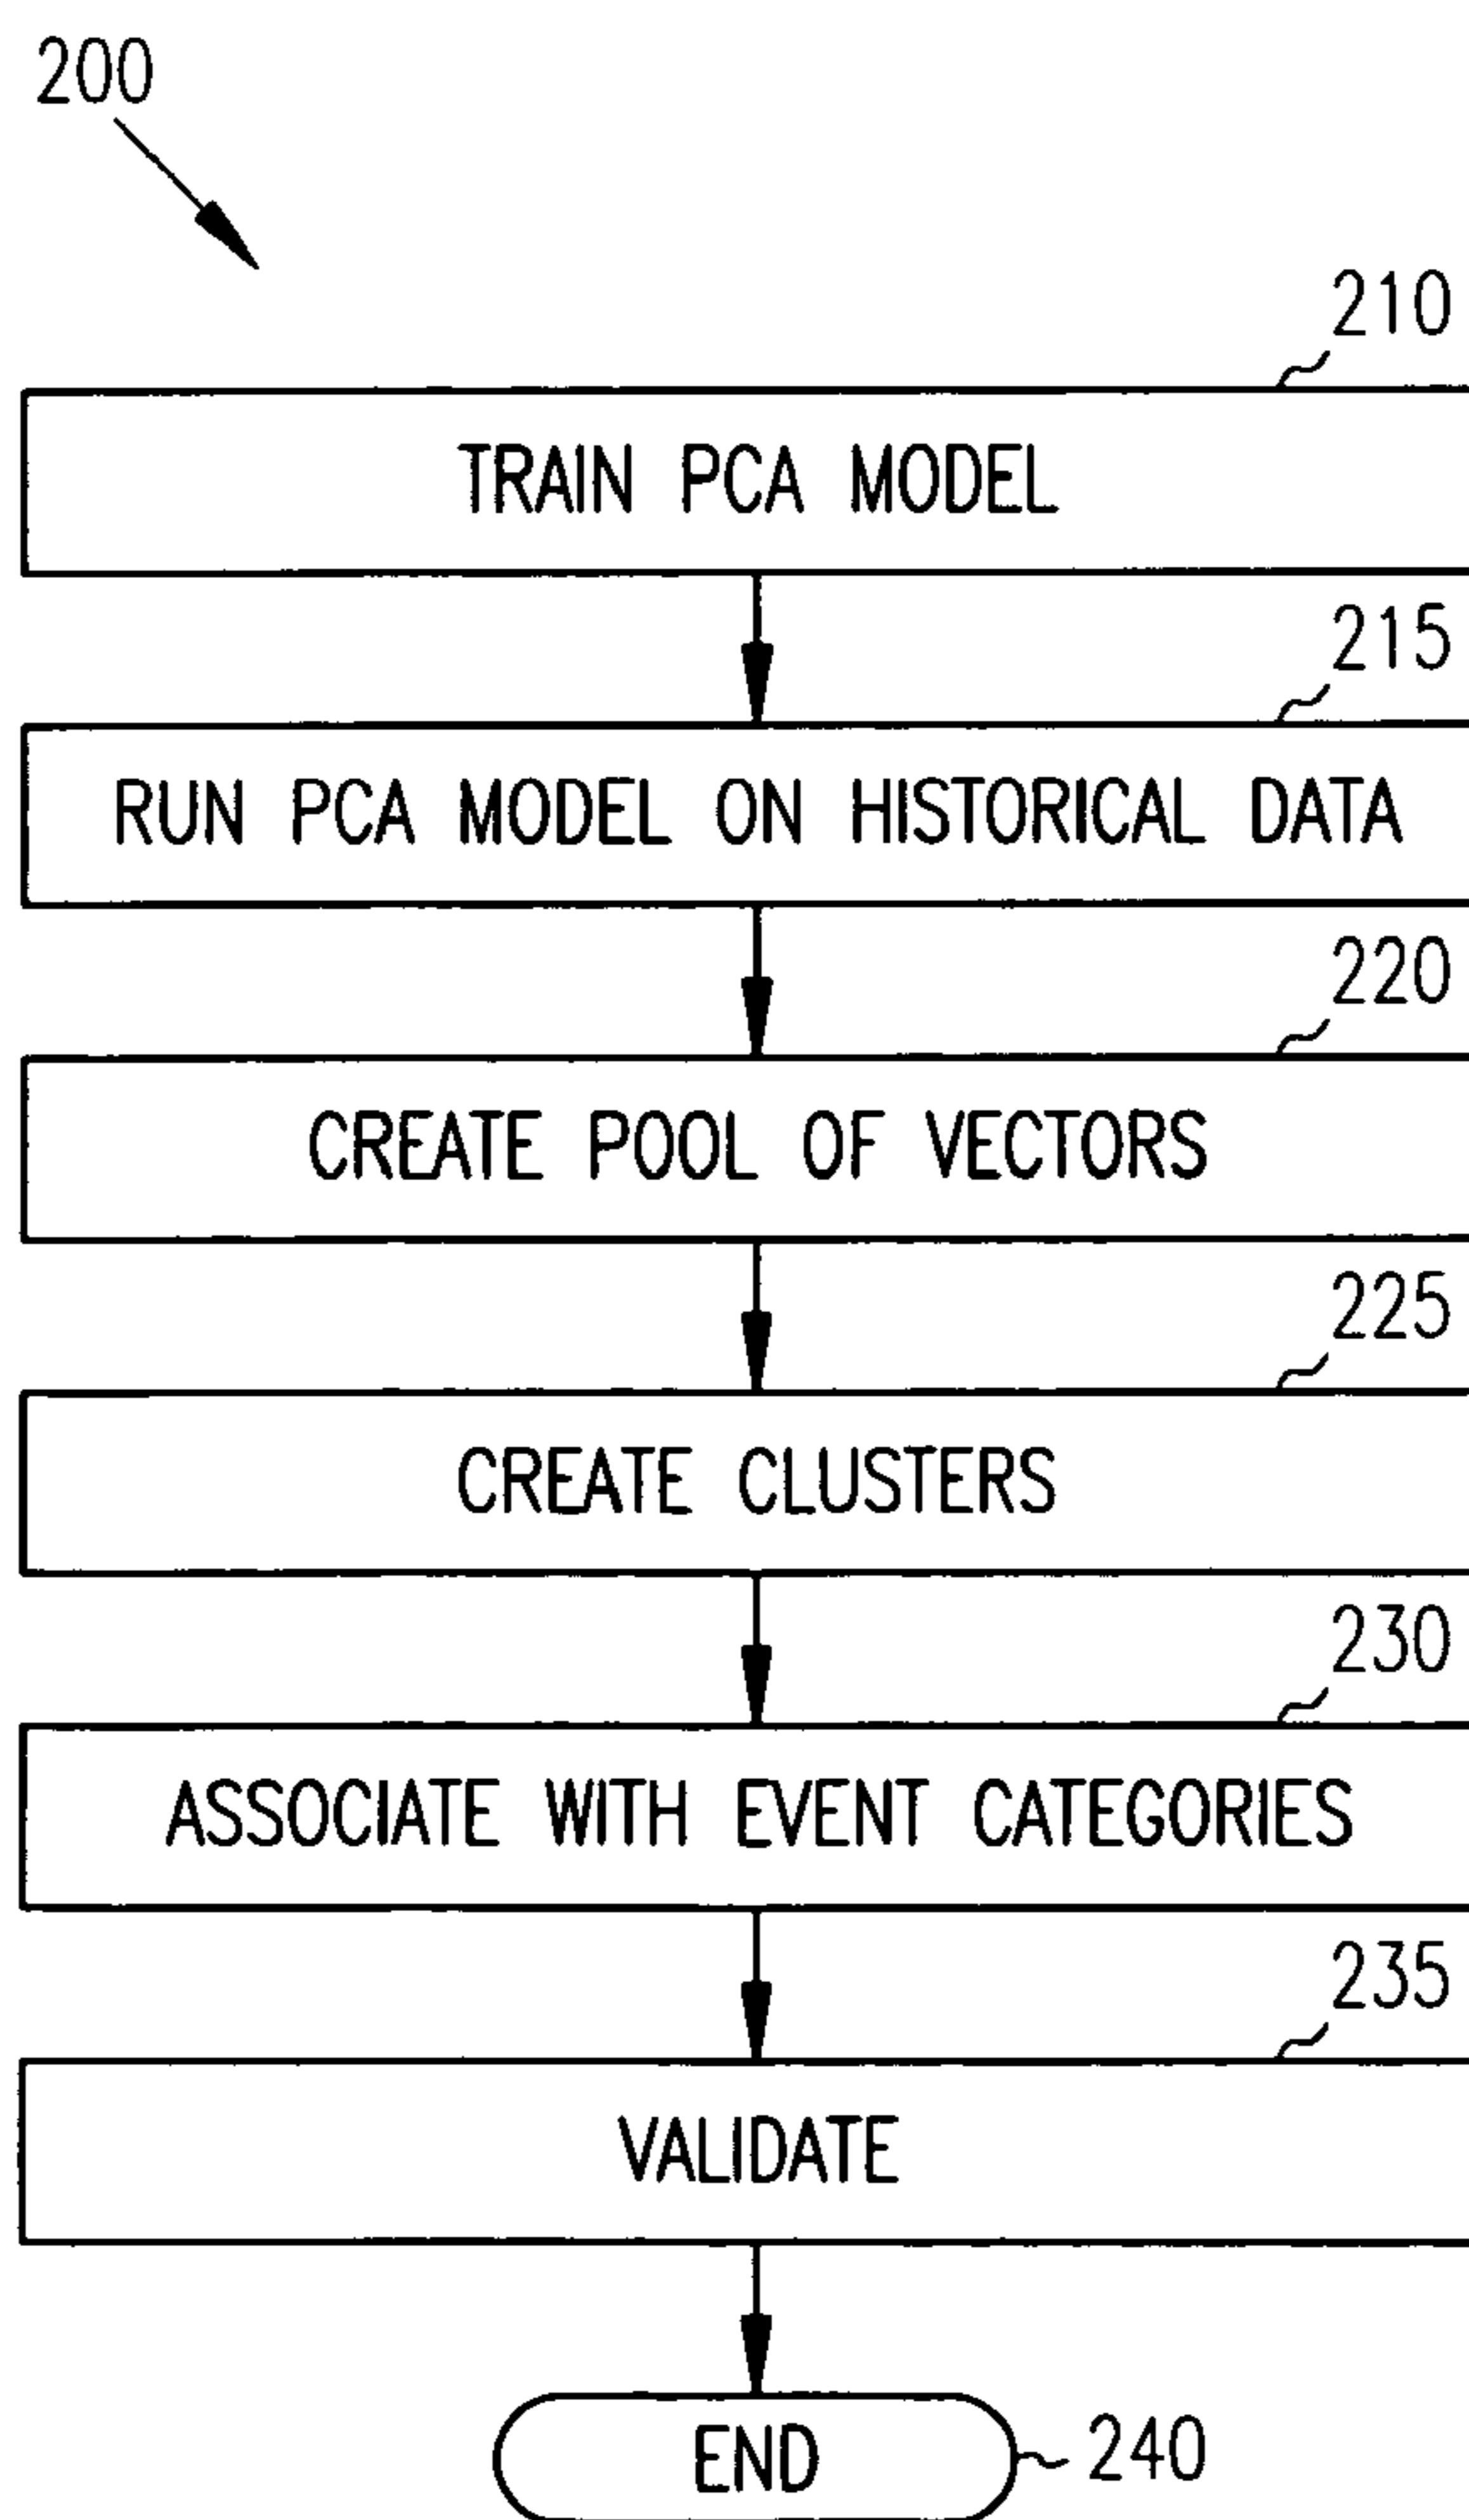 200
210
TRAIN PCA MODEL
215
RUN PCA MODEL ON HISTORICAL DATA
220
CREATE POOL OF VECTORS
225
CREATE CLUSTERS
230
ASSOCIATE WITH EVENT CATEGORIES
235
VALIDATE
END
240